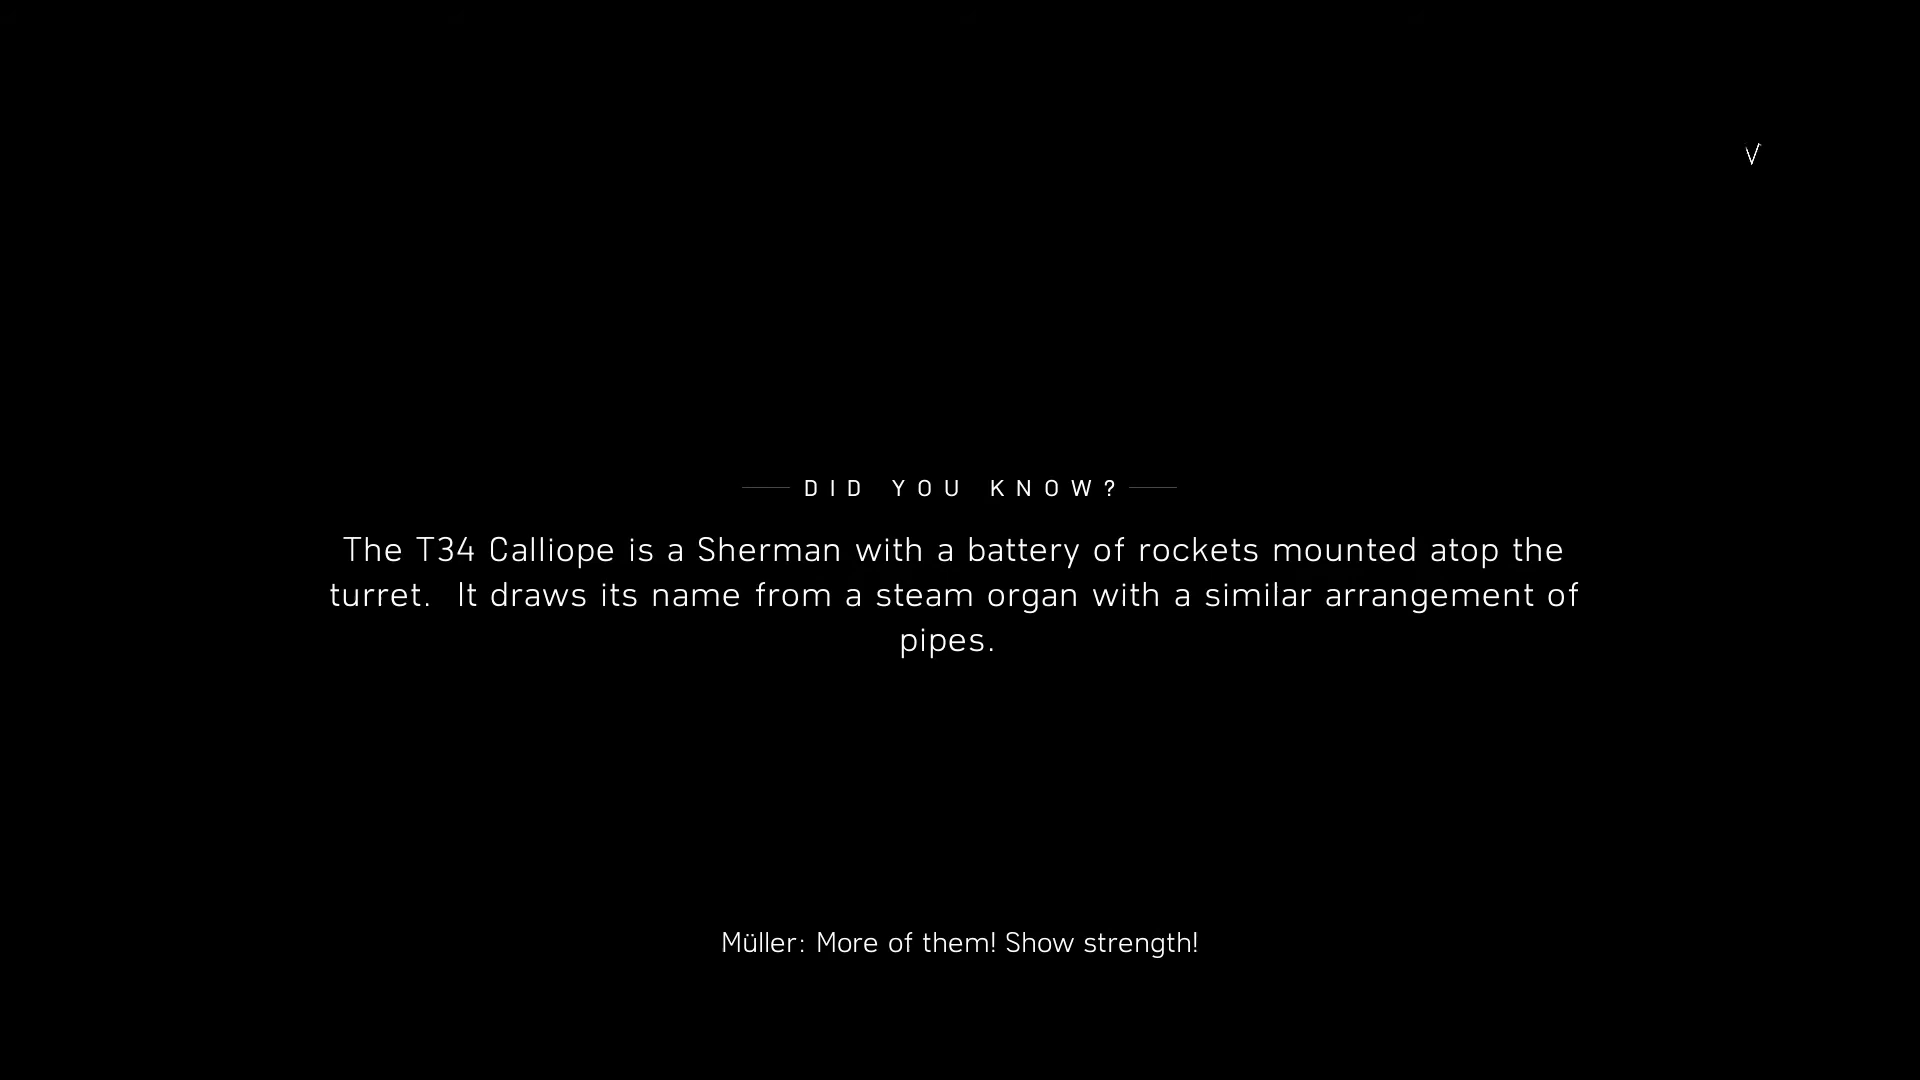 √
DID YOU KNOW?
The T34 Calliope is a Sherman with a battery of rockets mounted atop the
turret.  It draws its name from a steam organ with a similar arrangement of
pipes.
Müller: More of them! Show strength!